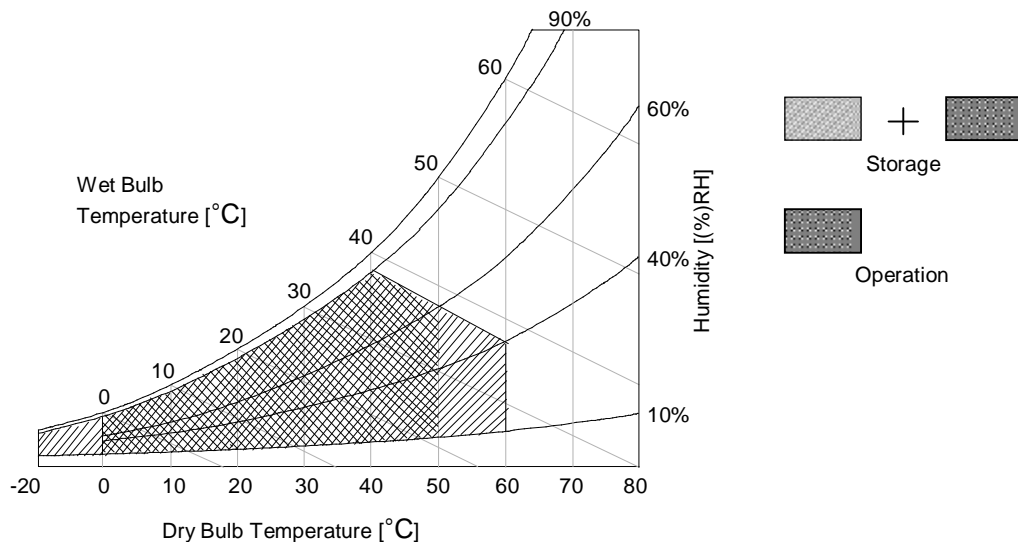 90%
60
60%
50
Wet Bulb
Temperature [°C]
40
40%
30
20
10
0
10%
Humidity [(%)RH]
-20 0 10 20 30 40 50 60 70 80
Dry Bulb Temperature [°C]
+
Storage
Operation